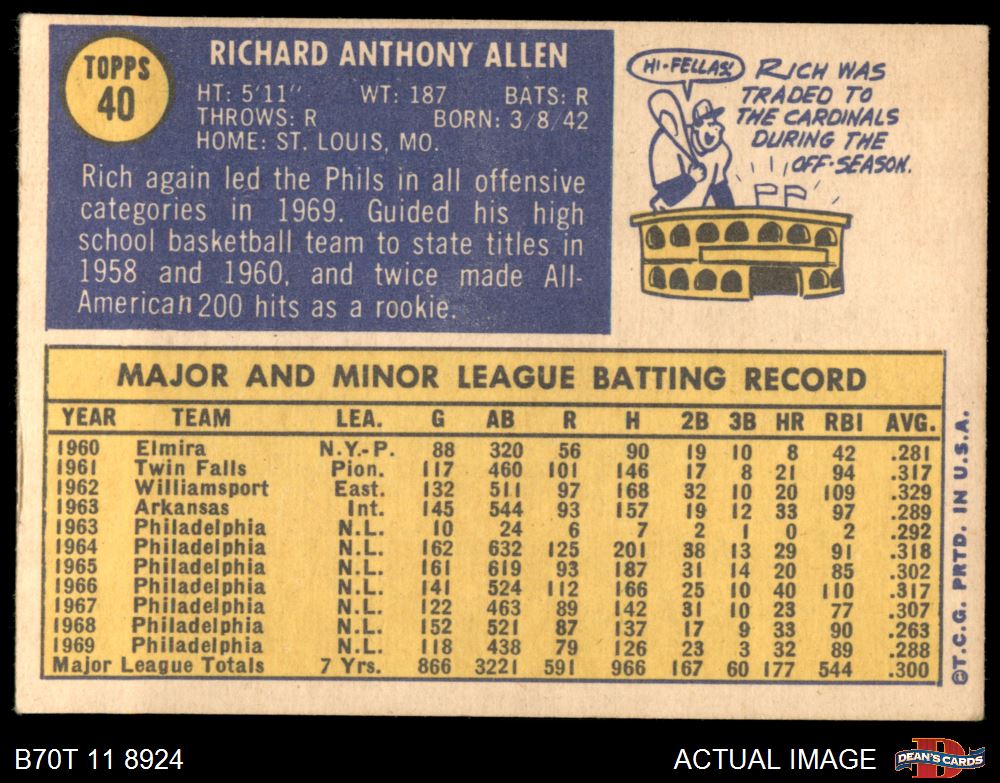 TOPPS
40
RICHARD ANTHONY ALLEN
HT: 5'11" WT: 187 BATS: R
THROWS: R BORN: 3/8/42
HOME: ST. LOUIS, MO.
Rich again led the Phils in all offensive
categories in 1969. Guided his high
school basketball team to state titles in
1958 and 1960, and twice made All-
American 200 hits as a rookie.
HI-FELLAS!
RICH WAS
TRADED TO
THE CARDINALS
DURING THE
OFF-SEASON.
MAJOR AND MINOR LEAGUE BATTING RECORD
YEAR TEAM LEA. G AB R H 2B 3B HR RBI AVG.
1960 Elmira N.Y.-P. 88 320 56 90 19 10 8 42 .281
1961 Twin Falls Pion. 117 460 101 146 17 8 21 94 .317
1962 Williamsport East. 132 511 97 168 32 10 20 109 .329
1963 Arkansas Int. 145 544 93 157 19 12 33 97 .289
1963 Philadelphia N.L. 10 24 6 7 2 1 0 2 .292
1964 Philadelphia N.L. 162 632 125 201 38 13 29 91 .318
1965 Philadelphia N.L. 161 619 93 187 31 14 20 85 .302
1966 Philadelphia N.L. 141 524 112 166 25 10 40 110 .317
1967 Philadelphia N.L. 122 463 89 142 31 10 23 77 .307
1968 Philadelphia N.L. 152 521 87 137 17 9 33 90 .263
1969 Philadelphia N.L. 118 438 79 126 23 3 32 89 .288
Major League Totals 7 Yrs. 866 3221 591 966 167 60 177 544 .300
©T.C.G. PRTD. IN U.S.A.
B70T 11 8924
ACTUAL IMAGE
DEAN'S CARDS